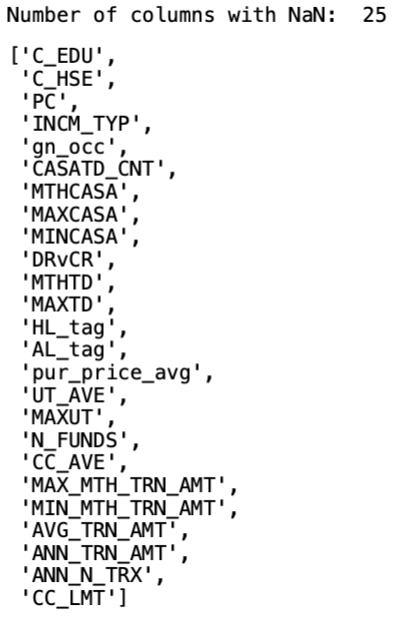 Number of columns with NaN:  25
['C_EDU',
 'C_HSE',
 'PC',
 'INCM_TYP',
 'gn_occ',
 'CASATD_CNT',
 'MTHCASA',
 'MAXCASA',
 'MINCASA',
 'DRvCR',
 'MTHTD',
 'MAXTD',
 'HL_tag',
 'AL_tag',
 'pur_price_avg',
 'UT_AVE',
 'MAXUT',
 'N_FUNDS',
 'CC_AVE',
 'MAX_MTH_TRN_AMT',
 'MIN_MTH_TRN_AMT',
 'AVG_TRN_AMT',
 'ANN_TRN_AMT',
 'ANN_N_TRX',
 'CC_LMT']